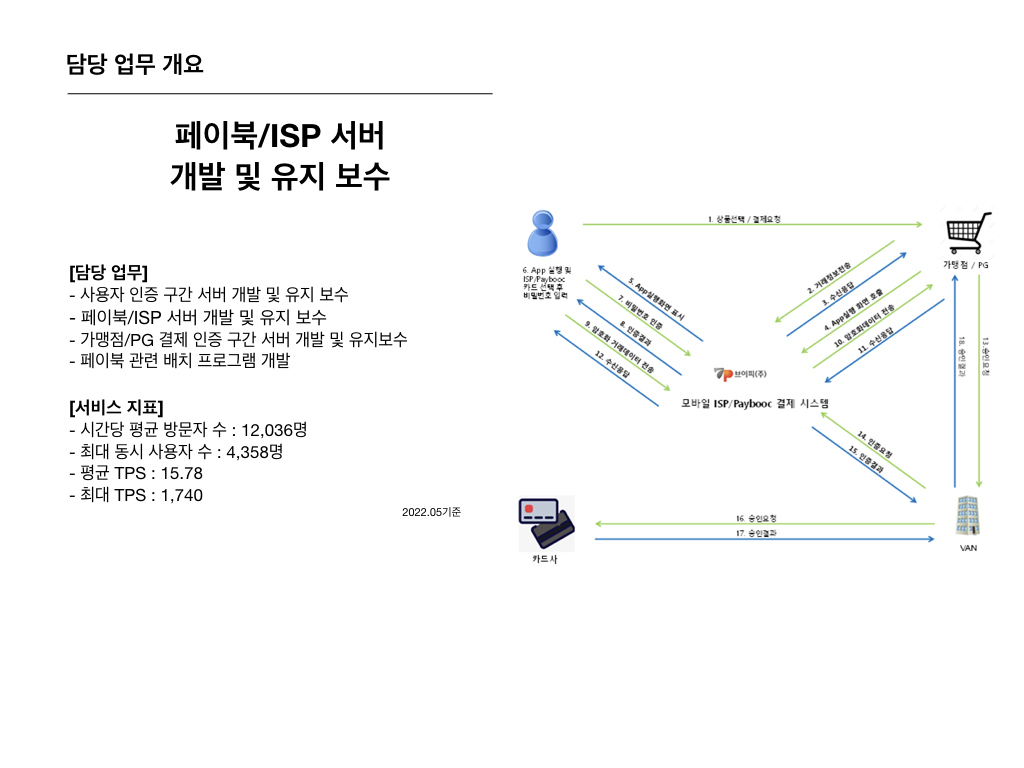 담당 업무 개요
페이북/ISP 서버
개발 및 유지 보수
[담당 업무]
- 사용자 인증 구간 서버 개발 및 유지 보수
- 페이북/ISP 서버 개발 및 유지 보수
- 가맹점/PG 결제 인증 구간 서버 개발 및 유지보수
- 페이북 관련 배치 프로그램 개발
[서비스 지표]
- 시간당 평균 방문자 수 : 12,036명
- 최대 동시 사용자 수 : 4,358명
- 평균 TPS : 15.78
- 최대 TPS : 1,740
2022.05기준
1. 상품선택 / 결제요청
6. App 실행 및
ISP/Paybooc
카드 선택 후
비밀번호 입력
가맹점 / PG
5. App실행화면 표시
7. 비밀번호 인증
8. 인증결과
9. 암호화 거래데이터 전송
12. 수신응답
2. 거래정보전송
3. 수신응답
4. App실행 화면 호출
10. 암호화데이터 전송
11. 수신응답
브이피(주)
모바일 ISP/Paybooc 결제 시스템
13. 승인요청
18. 승인결과
14. 인증요청
15. 인증결과
16. 승인요청
17. 승인결과
카드사
VAN